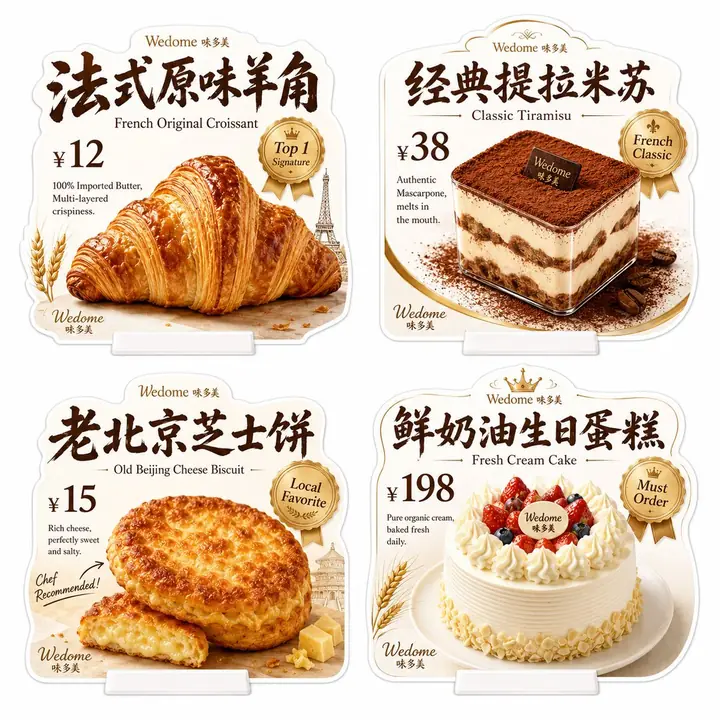 Wedome 味多美
法式原味羊角
French Original Croissant
¥12
Top 1
Signature
100% Imported Butter,
Multi-layered
crispiness.
Wedome
味多美
Wedome 味多美
经典提拉米苏
Classic Tiramisu
¥38
French
Classic
Authentic
Mascarpone,
melts in
the mouth.
Wedome
味多美
Wedome
味多美
Wedome 味多美
老北京芝士饼
Old Beijing Cheese Biscuit
¥15
Local
Favorite
Rich cheese,
perfectly sweet
and salty.
Chef
Recommended!
Wedome
味多美
Wedome 味多美
鲜奶油生日蛋糕
Fresh Cream Cake
¥198
Must
Order
Pure organic cream,
baked fresh
daily.
Wedome
味多美
Wedome
味多美